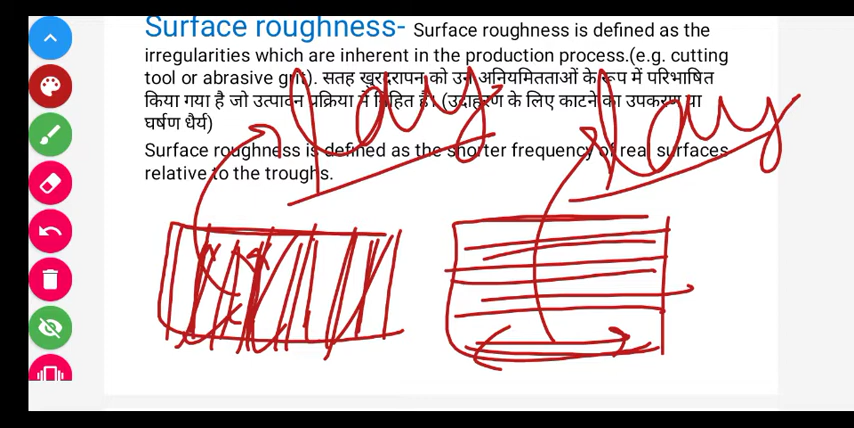 Surface roughness- Surface roughness is defined as the
irregularities which are inherent in the production process.(e.g. cutting
tool or abrasive grit). सतह खुरदरापन को उन अनियमितताओं के रूप में परिभाषित
किया गया है जो उत्पादन प्रक्रिया में निहित हैं। (उदाहरण के लिए काटने का उपकरण या
घर्षण धैर्य)
Surface roughness is defined as the shorter frequency of real surfaces
relative to the troughs.
Lay
Lay